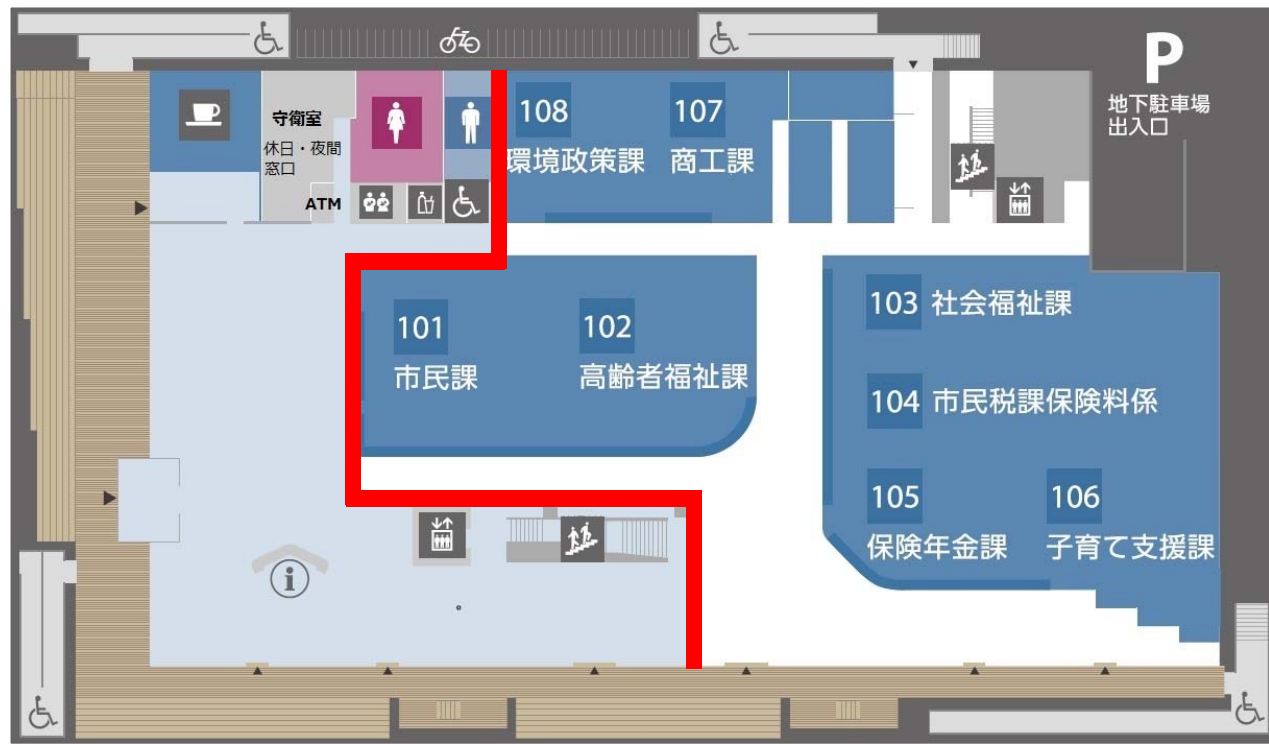 P
地下駐車場
出入口
守衛室
休日・夜間
窓口
ATM
108
環境政策課
107
商工課
101
市民課
102
高齢者福祉課
103 社会福祉課
104 市民税課保険料係
105
保険年金課
106
子育て支援課
i